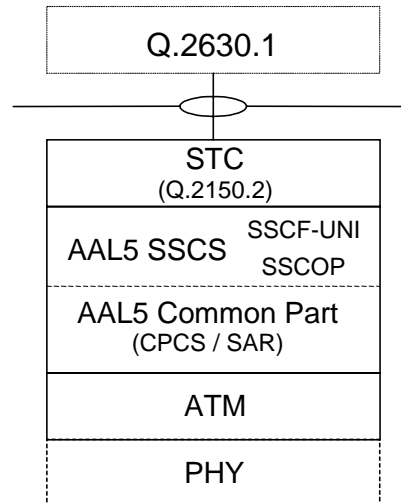 Q.2630.1
STC
(Q.2150.2)
AAL5 SSCS
SSCF-UNI
SSCOP
AAL5 Common Part
(CPCS / SAR)
ATM
PHY